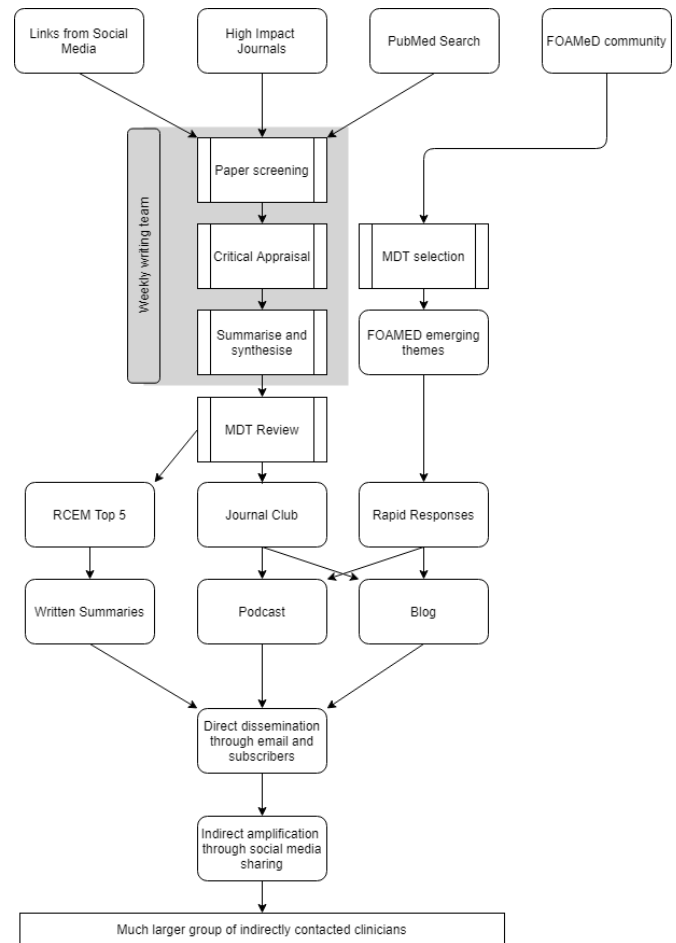 Links from Social
Media
High Impact
Journals
PubMed Search
FOAMeD community
Weekly writing team
Paper screening
Critical Appraisal
MDT selection
Summarise and
synthesise
FOAMED emerging
themes
MDT Review
RCEM Top 5
Journal Club
Rapid Responses
Written Summaries
Podcast
Blog
Direct dissemination
through email and
subscribers
Indirect amplification
through social media
sharing
Much larger group of indirectly contacted clinicians